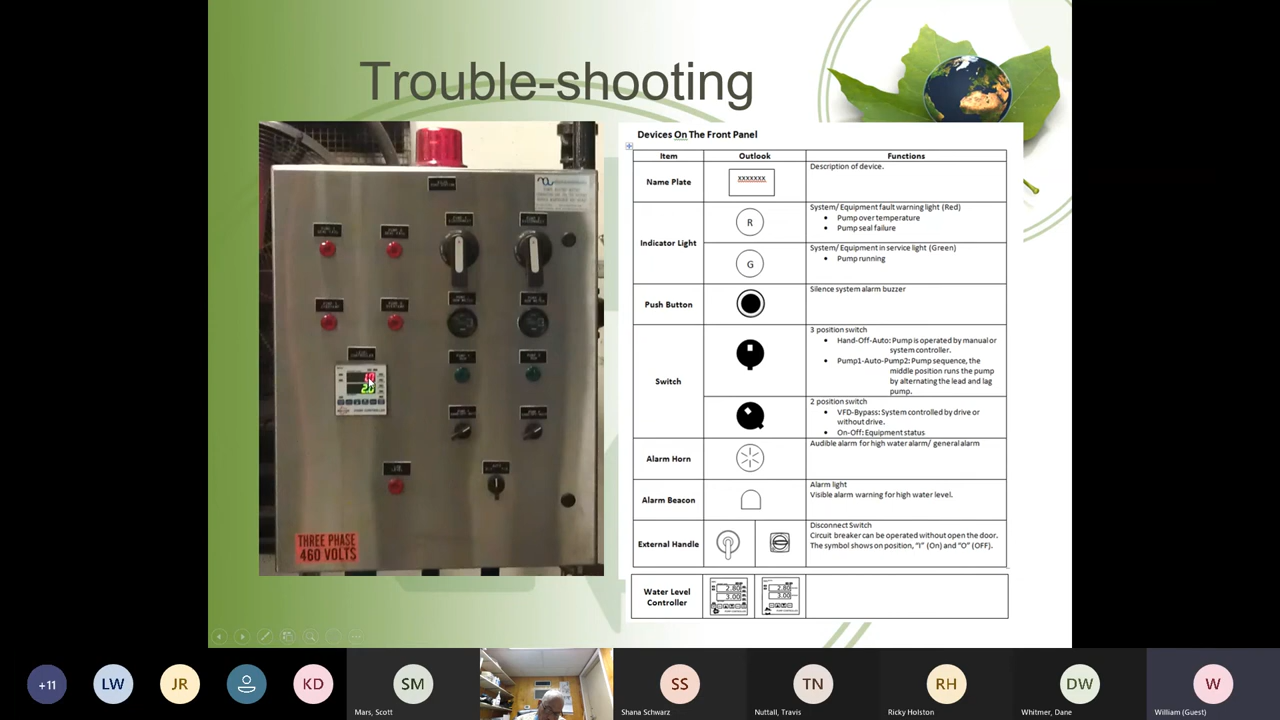 Trouble-shooting
Devices On The Front Panel
Item Outlook Functions
Name Plate xxxxxxx Description of device.
Indicator Light
R
System/ Equipment fault warning light (Red)
• Pump over temperature
• Pump seal failure
G
System/ Equipment in service light (Green)
• Pump running
Push Button
Silence system alarm buzzer
Switch
3 position switch
• Hand-Off-Auto: Pump is operated by manual or
system controller.
• Pump1-Auto-Pump2: Pump sequence, the
middle position runs the pump
by alternating the lead and lag
pump.
2 position switch
• VFD-Bypass: System controlled by drive or
without drive.
• On-Off: Equipment status
Alarm Horn
Audible alarm for high water alarm/ general alarm
Alarm Beacon
Alarm light
Visible alarm warning for high water level.
External Handle
Disconnect Switch
Circuit breaker can be operated without open the door.
The symbol shows on position, "I" (On) and "O" (OFF).
Water Level
Controller
2.80
3.00
2.80
3.00
THREE PHASE
460 VOLTS
+11
LW
JR
KD
SM
Mars, Scott
SS
Shana Schwarz
TN
Nuttall, Travis
RH
Ricky Holston
DW
Whitmer, Dane
W
William (Guest)